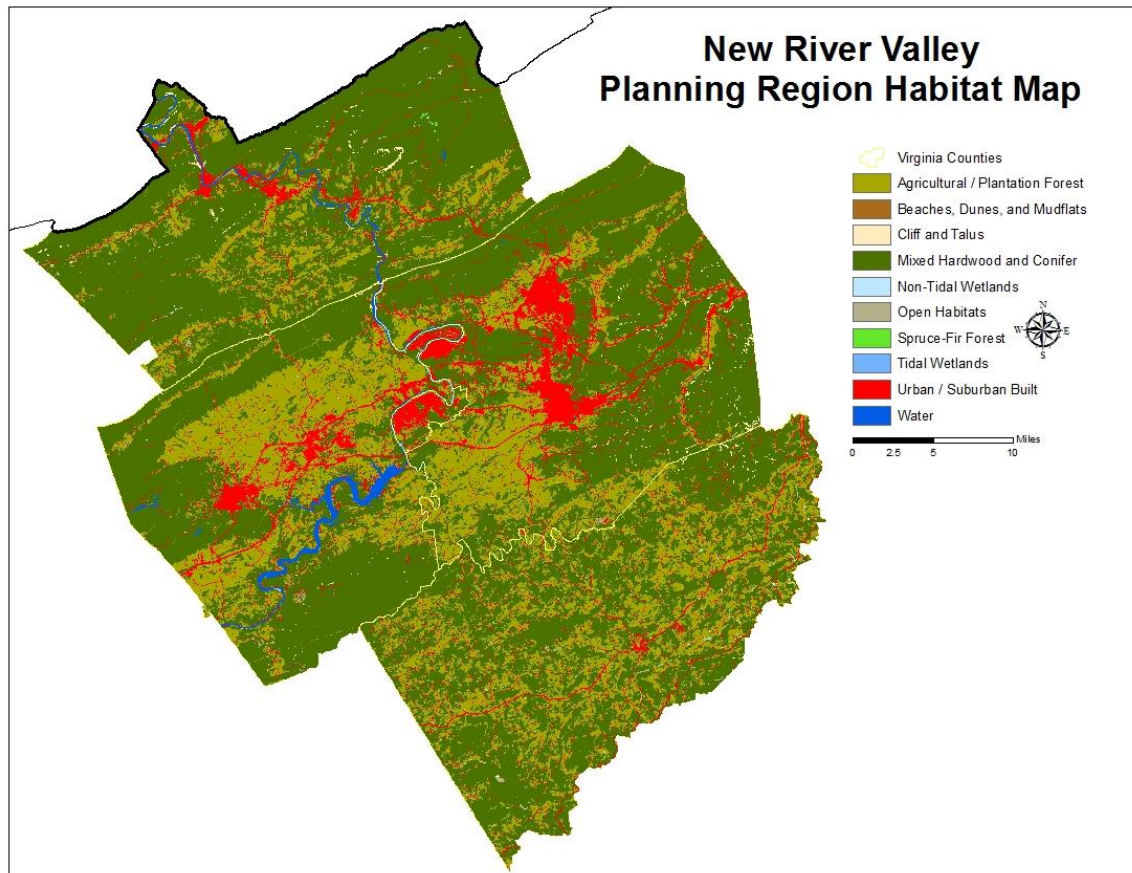 New River Valley
Planning Region Habitat Map
Virginia Counties
Agricultural / Plantation Forest
Beaches, Dunes, and Mudflats
Cliff and Talus
Mixed Hardwood and Conifer
Non-Tidal Wetlands
Open Habitats
Spruce-Fir Forest
Tidal Wetlands
Urban / Suburban Built
Water
N
W E
S
Miles
0 2.5 5 10